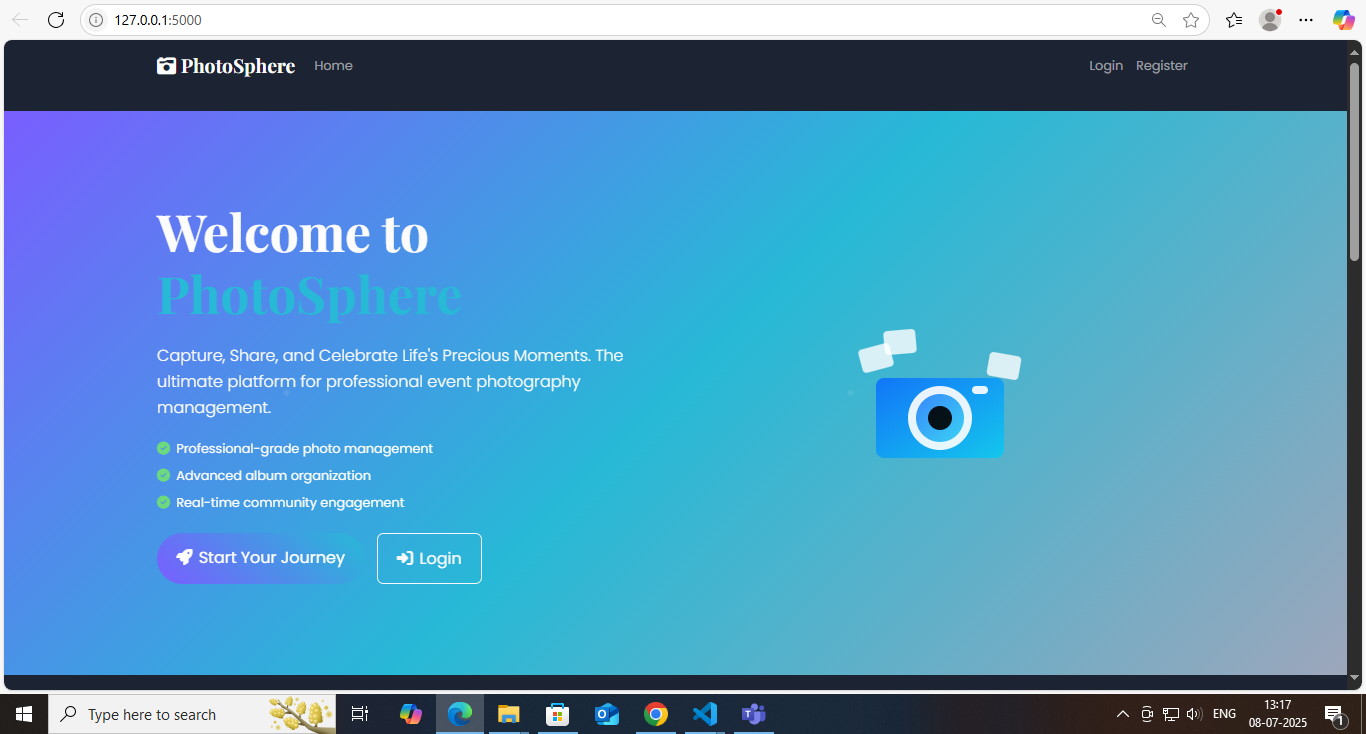 127.0.0.1:5000
PhotoSphere
Home
Login
Register
Welcome to
PhotoSphere
Capture, Share, and Celebrate Life's Precious Moments. The
ultimate platform for professional event photography
management.
Professional-grade photo management
Advanced album organization
Real-time community engagement
Start Your Journey
Login
Type here to search
ENG
13:17
08-07-2025
1